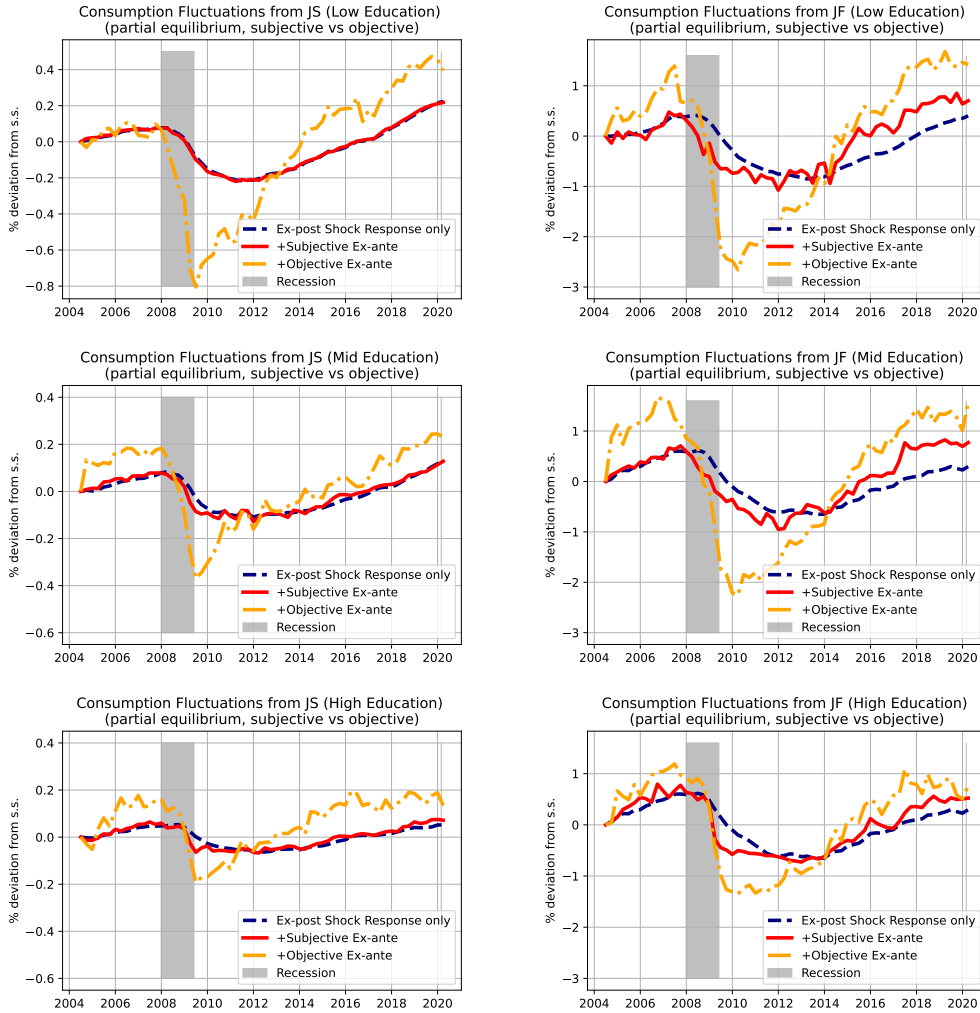 Consumption Fluctuations from JS (Low Education)
(partial equilibrium, subjective vs objective)
% deviation from s.s.
0.4
0.2
0.0
−0.2
−0.4
−0.6
−0.8
Ex-post Shock Response only
+Subjective Ex-ante
+Objective Ex-ante
Recession
2004 2006 2008 2010 2012 2014 2016 2018 2020
Consumption Fluctuations from JF (Low Education)
(partial equilibrium, subjective vs objective)
% deviation from s.s.
1
0
−1
−2
−3
Ex-post Shock Response only
+Subjective Ex-ante
+Objective Ex-ante
Recession
2004 2006 2008 2010 2012 2014 2016 2018 2020
Consumption Fluctuations from JS (Mid Education)
(partial equilibrium, subjective vs objective)
% deviation from s.s.
0.4
0.2
0.0
−0.2
−0.4
−0.6
Ex-post Shock Response only
+Subjective Ex-ante
+Objective Ex-ante
Recession
2004 2006 2008 2010 2012 2014 2016 2018 2020
Consumption Fluctuations from JF (Mid Education)
(partial equilibrium, subjective vs objective)
% deviation from s.s.
1
0
−1
−2
−3
Ex-post Shock Response only
+Subjective Ex-ante
+Objective Ex-ante
Recession
2004 2006 2008 2010 2012 2014 2016 2018 2020
Consumption Fluctuations from JS (High Education)
(partial equilibrium, subjective vs objective)
% deviation from s.s.
0.4
0.2
0.0
−0.2
−0.4
−0.6
Ex-post Shock Response only
+Subjective Ex-ante
+Objective Ex-ante
Recession
2004 2006 2008 2010 2012 2014 2016 2018 2020
Consumption Fluctuations from JF (High Education)
(partial equilibrium, subjective vs objective)
% deviation from s.s.
1
0
−1
−2
−3
Ex-post Shock Response only
+Subjective Ex-ante
+Objective Ex-ante
Recession
2004 2006 2008 2010 2012 2014 2016 2018 2020